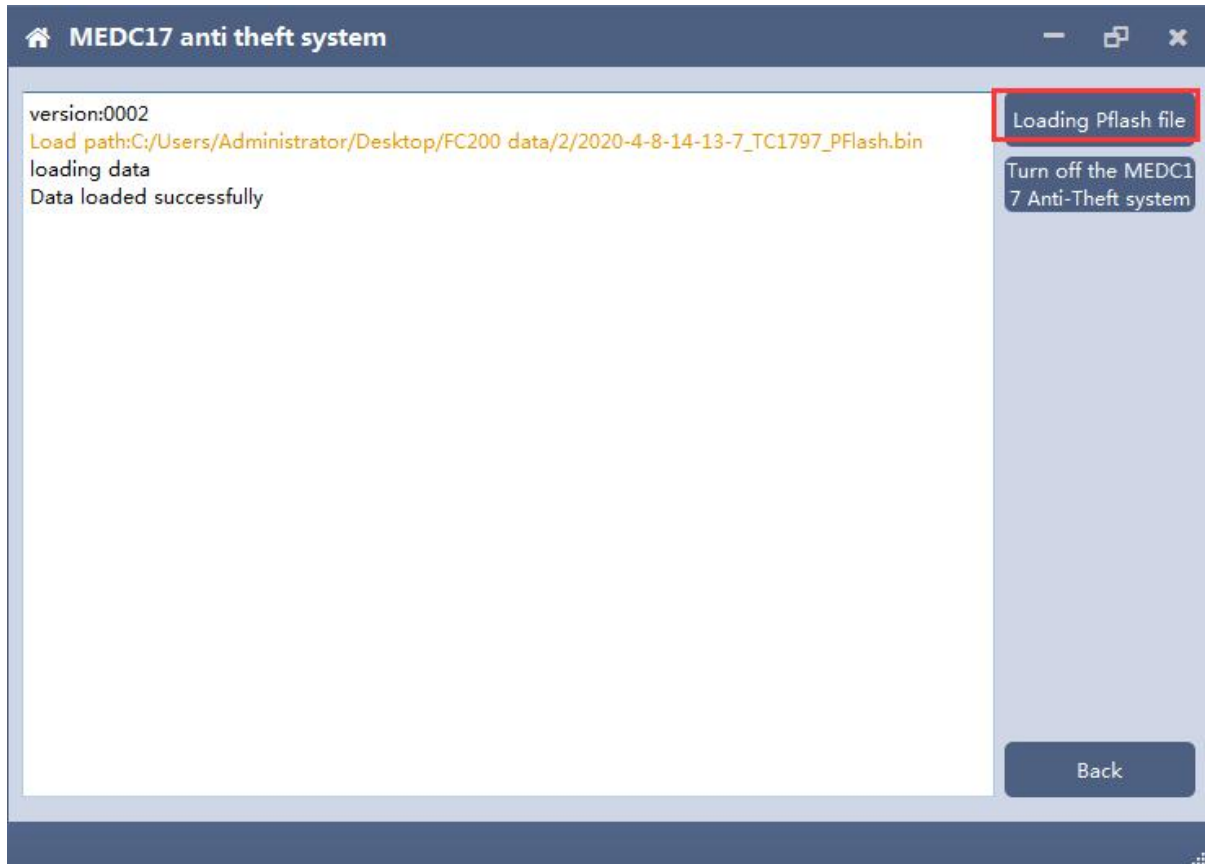 MEDC17 anti theft system
version:0002
Load path:C:/Users/Administrator/Desktop/FC200 data/2/2020-4-8-14-13-7_TC1797_PFlash.bin
loading data
Data loaded successfully
Loading Pflash file
Turn off the MEDC1
7 Anti-Theft system
Back